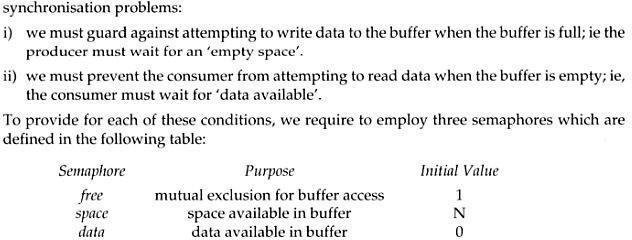 synchronisation problems:
i) we must guard against attempting to write data to the buffer when the buffer is full; ie the
producer must wait for an 'empty space'.
ii) we must prevent the consumer from attempting to read data when the buffer is empty; ie,
the consumer must wait for 'data available'.
To provide for each of these conditions, we require to employ three semaphores which are
defined in the following table:
Semaphore Purpose Initial Value
free mutual exclusion for buffer access 1
space space available in buffer N
data data available in buffer 0